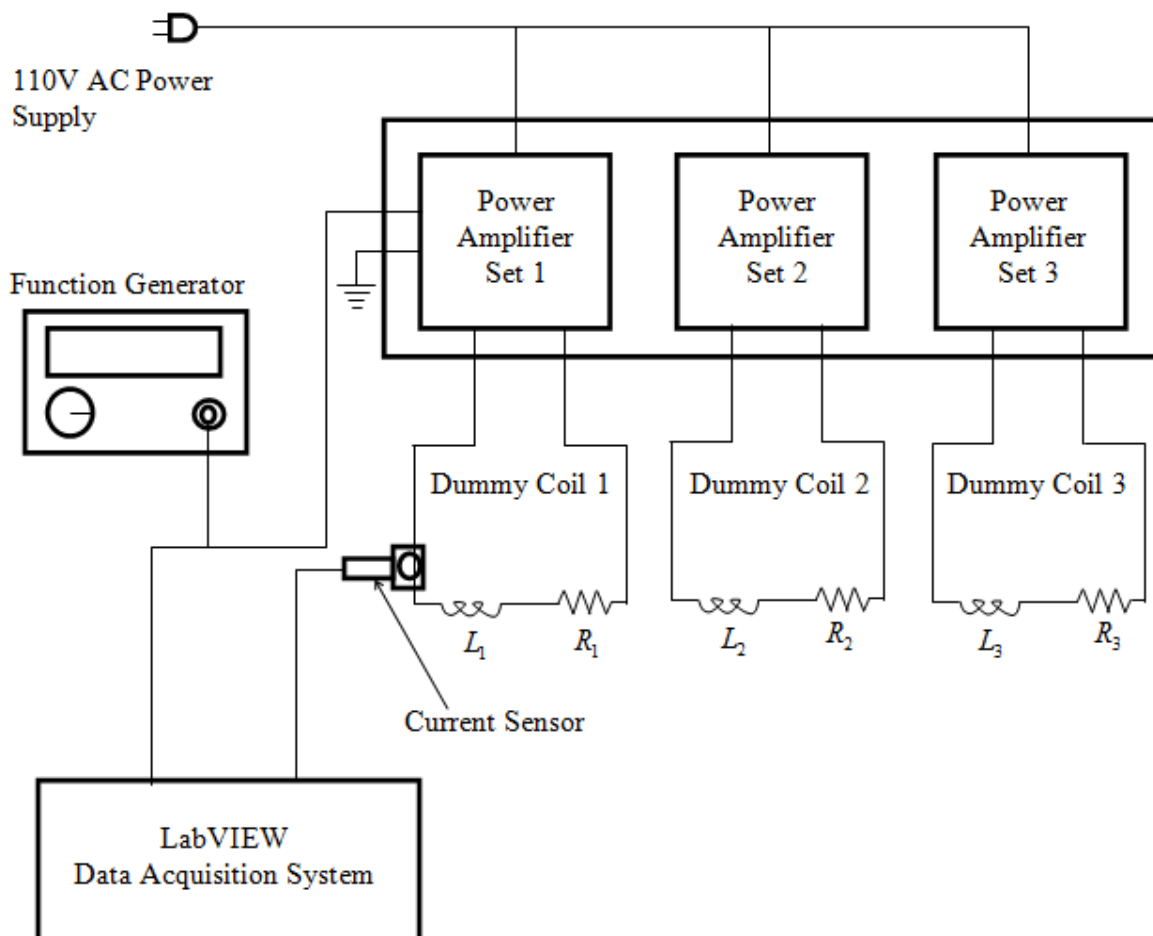 110V AC Power
Supply
Power
Amplifier
Set 1
Power
Amplifier
Set 2
Power
Amplifier
Set 3
Function Generator
Dummy Coil 1
Dummy Coil 2
Dummy Coil 3
L₁
R₁
L₂
R₂
L₃
R₃
Current Sensor
LabVIEW
Data Acquisition System